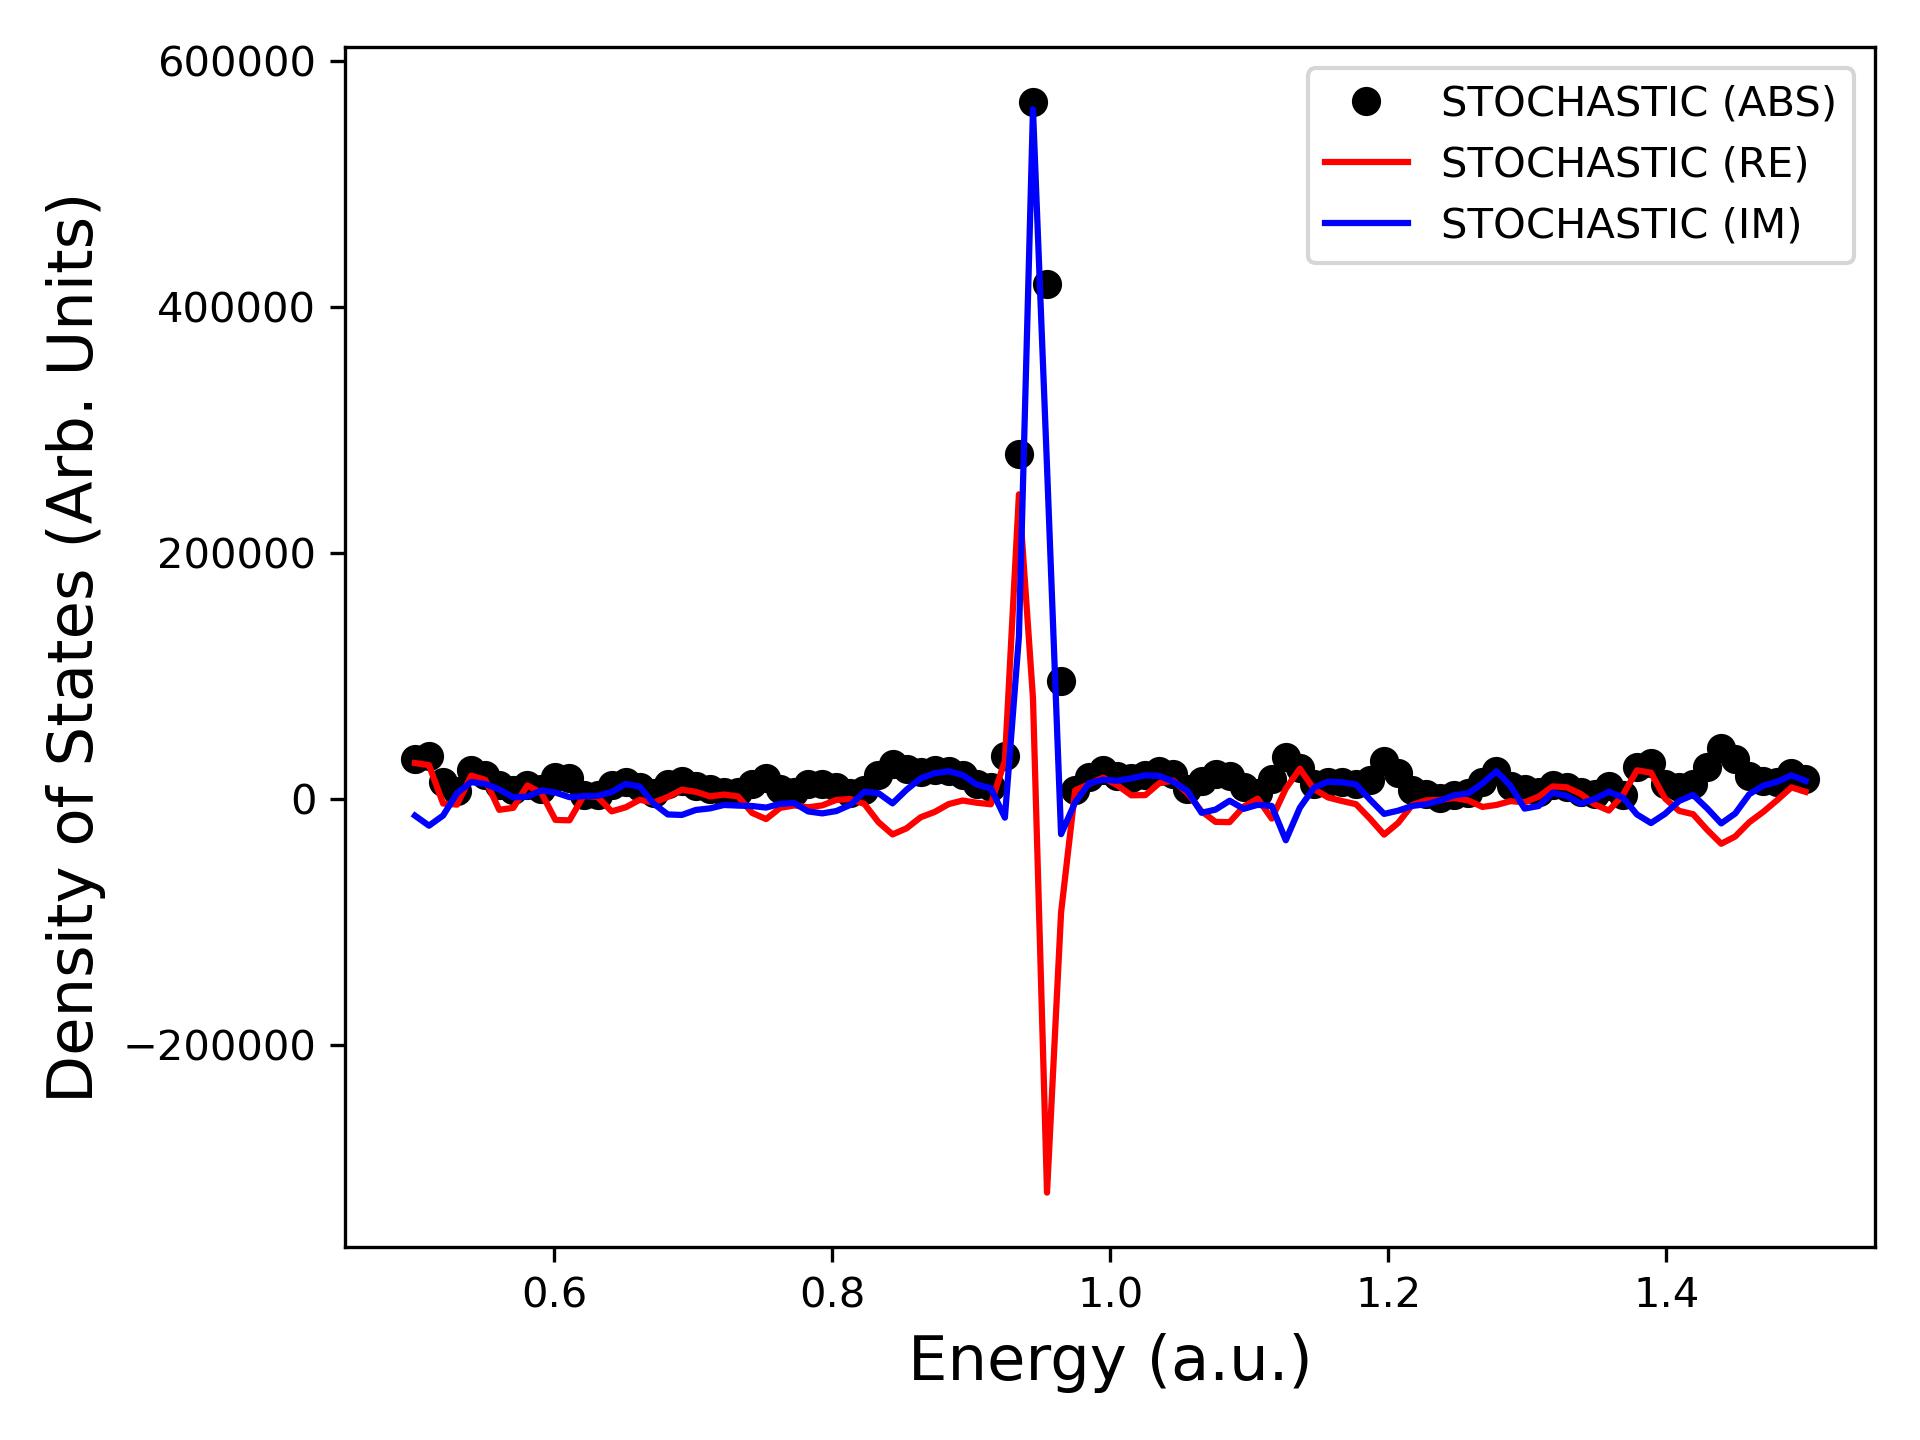 600000
400000
200000
0
−200000
Density of States (Arb. Units)
STOCHASTIC (ABS)
STOCHASTIC (RE)
STOCHASTIC (IM)
0.6 0.8 1.0 1.2 1.4
Energy (a.u.)